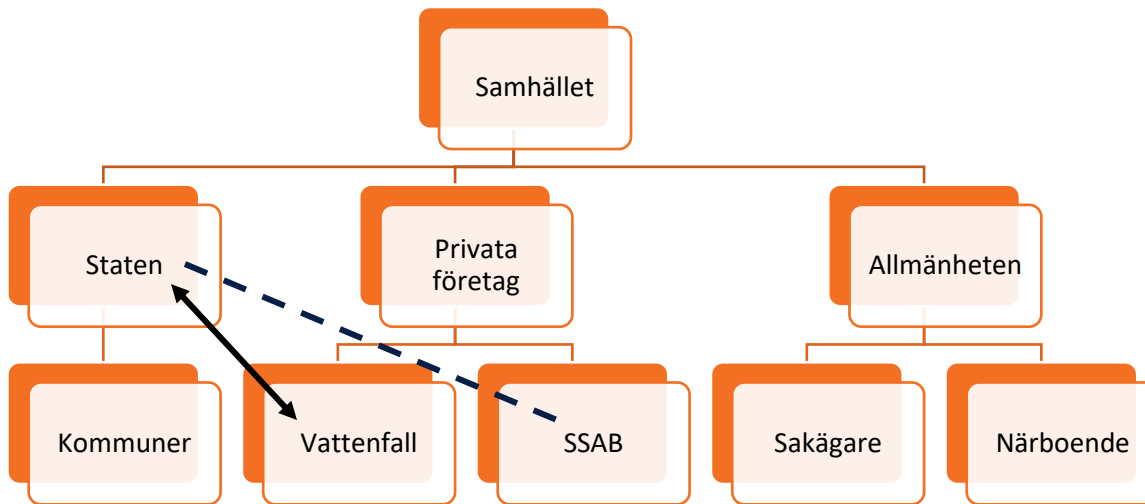 Samhället
Staten
Privata
företag
Allmänheten
Kommuner
Vattenfall
SSAB
Sakägare
Närboende